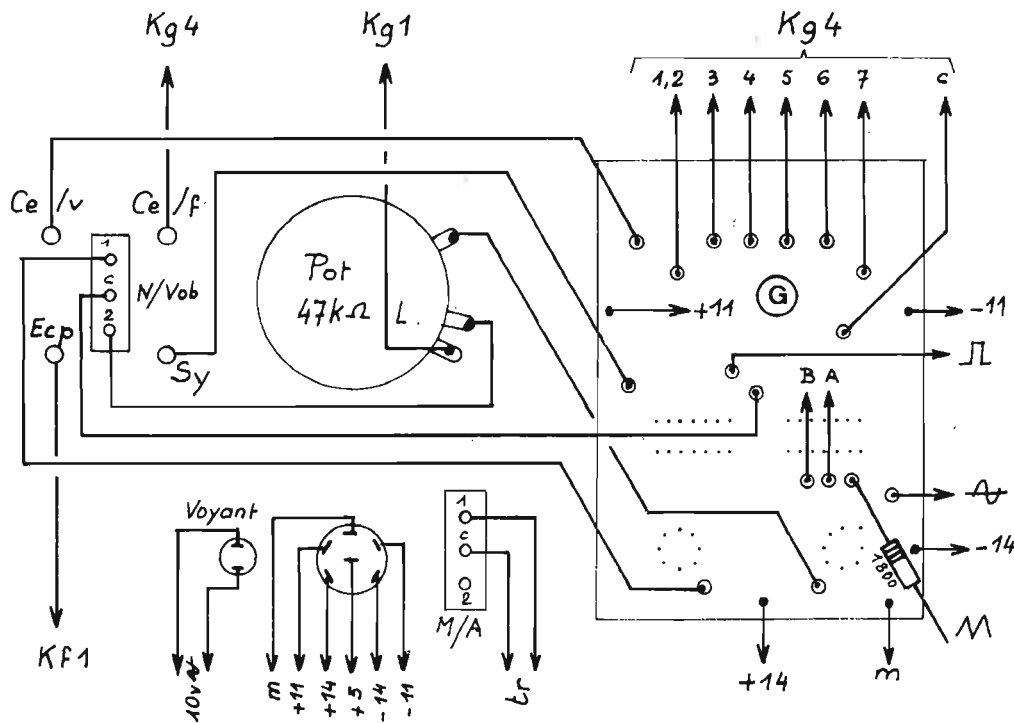 Kg4
Kg1
Kg4
1,2 3 4 5 6 7 c
Ce/v
Ce/f
1
c
2
N/Vob
Pot
47kΩ L.
G
+11
-11
Ecp
Sy
B A
Voyant
1
c
2
M/A
1800
-14
Kf1
10v
m
+11
+14
+5
-14
-11
tr
+14
m